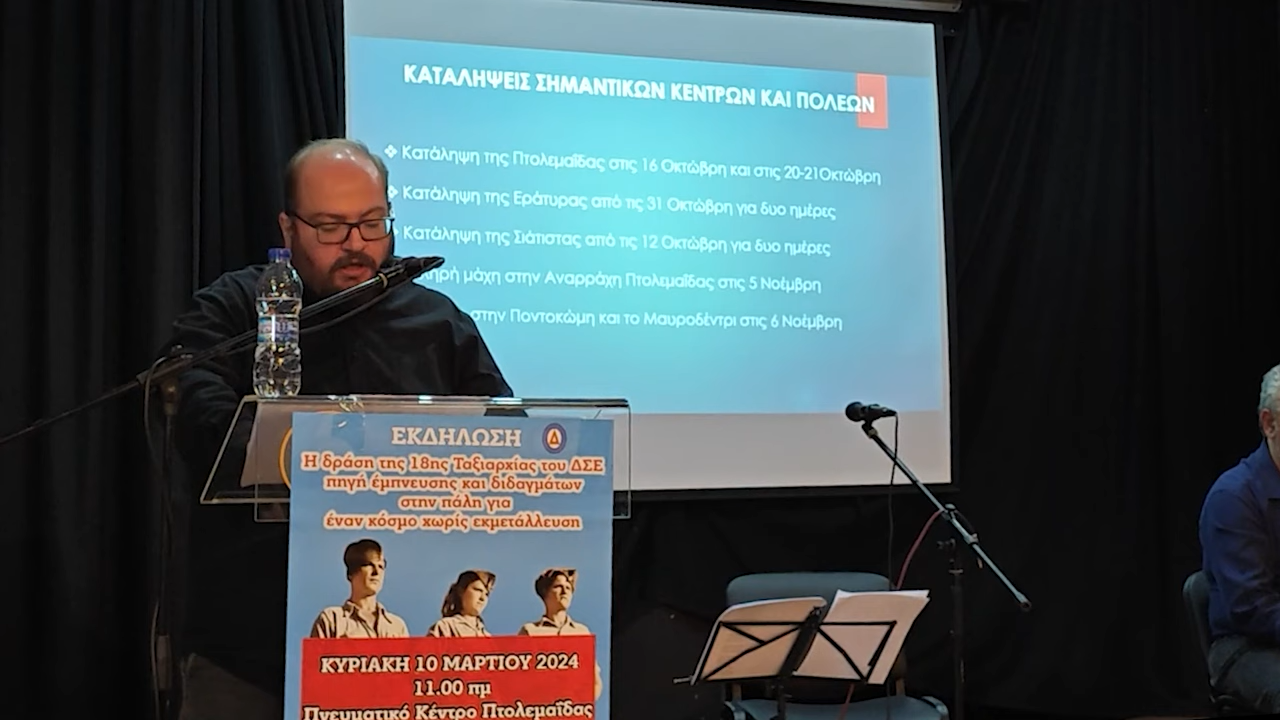 ΚΑΤΑΛΗΨΕΙΣ ΣΗΜΑΝΤΙΚΩΝ ΚΕΝΤΡΩΝ ΚΑΙ ΠΟΛΕΩΝ
❖ Κατάληψη της Πτολεμαΐδας στις 16 Οκτώβρη και στις 20-21Οκτώβρη
Κατάληψη της Εράτυρας από τις 31 Οκτώβρη για δυο ημέρες
Κατάληψη της Σιάτιστας από τις 12 Οκτώβρη για δυο ημέρες
μάχη στην Αναρράχη Πτολεμαΐδας στις 5 Νοέμβρη
στην Ποντοκώμη και το Μαυροδέντρι στις 6 Νοέμβρη
ΕΚΔΗΛΩΣΗ
Η δράση της 18ης Ταξιαρχίας του ΔΣΕ
πηγή έμπνευσης και διδαγμάτων
στην πάλη για
έναν κόσμο χωρίς εκμετάλλευση
ΚΥΡΙΑΚΗ 10 ΜΑΡΤΙΟΥ 2024
11.00 πμ
Πνευματικό Κέντρο Πτολεμαΐδας